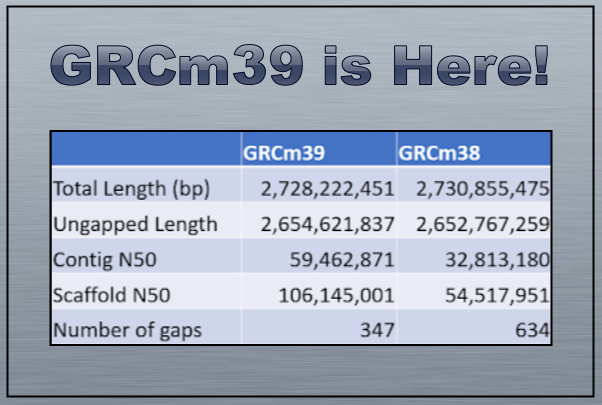 GRCm39 is Here!
GRCm39 GRCm38
Total Length (bp) 2,728,222,451 2,730,855,475
Ungapped Length 2,654,621,837 2,652,767,259
Contig N50 59,462,871 32,813,180
Scaffold N50 106,145,001 54,517,951
Number of gaps 347 634